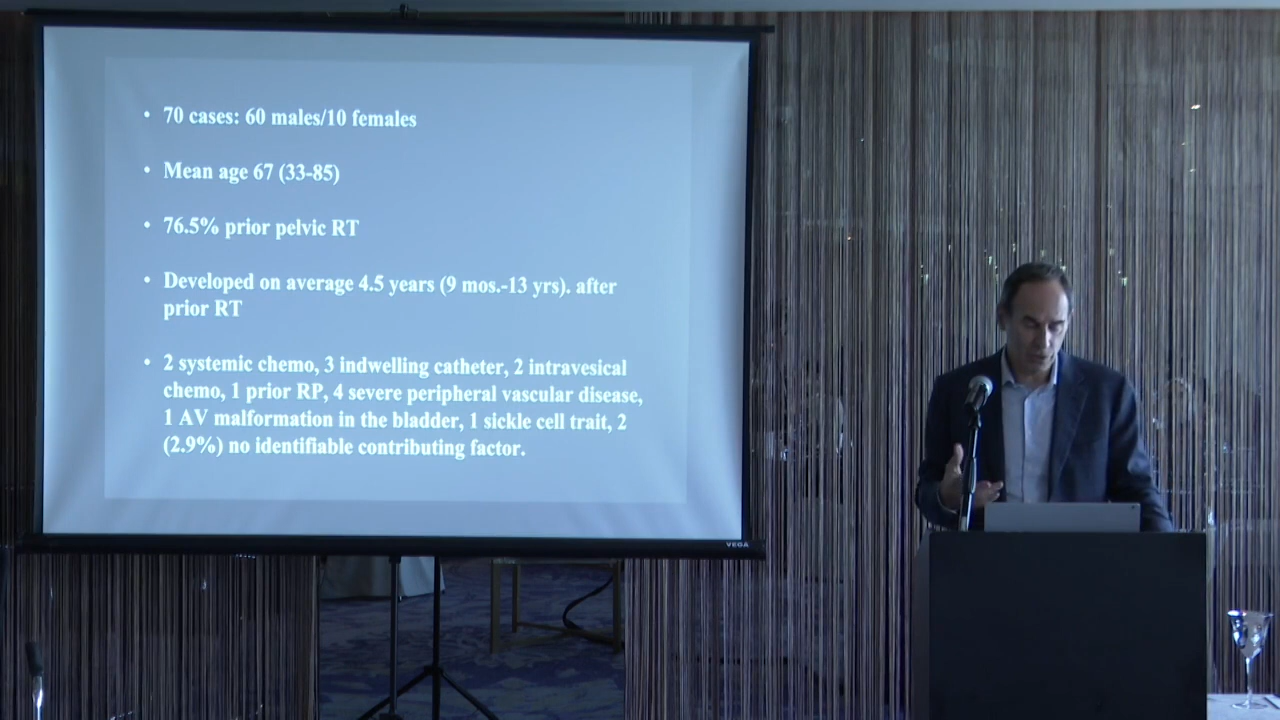 • 70 cases: 60 males/10 females
• Mean age 67 (33-85)
• 76.5% prior pelvic RT
• Developed on average 4.5 years (9 mos.-13 yrs). after
prior RT
• 2 systemic chemo, 3 indwelling catheter, 2 intravesical
chemo, 1 prior RP, 4 severe peripheral vascular disease,
1 AV malformation in the bladder, 1 sickle cell trait, 2
(2.9%) no identifiable contributing factor.
VEGA